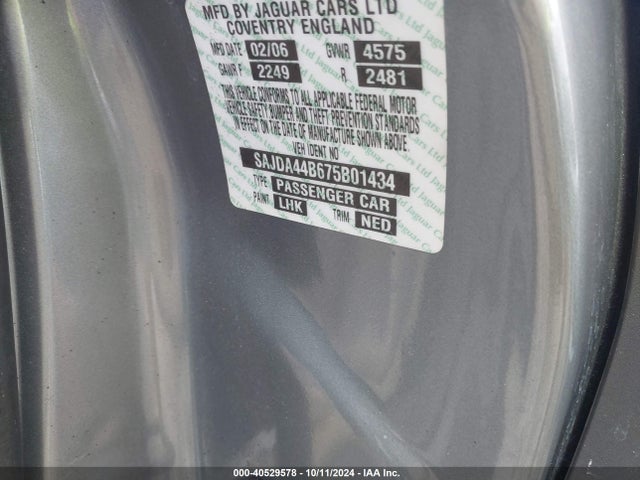 MFD BY JAGUAR CARS LTD
COVENTRY ENGLAND
MFD DATE 02/06 GVWR 4575
GAWR F 2249 R 2481
THIS VEHICLE CONFORMS TO ALL APPLICABLE FEDERAL MOTOR
VEHICLE SAFETY NUMBER AND THEFT PREVENTION STANDARDS
IN EFFECT ON THE DATE OF MANUFACTURE SHOWN ABOVE.
VEH IDENT NO
SAJDA44B675B01434
TYPE PASSENGER CAR
PAINT LHK TRIM NED
000-40529578 - 10/11/2024 - IAA Inc.